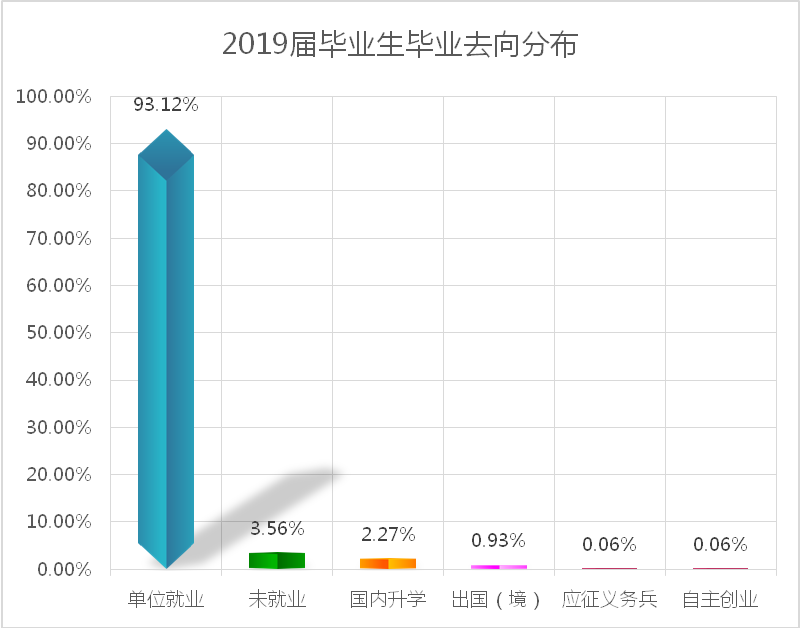 2019届毕业生毕业去向分布
100.00%
90.00%
80.00%
70.00%
60.00%
50.00%
40.00%
30.00%
20.00%
10.00%
0.00%
93.12%
3.56%
2.27%
0.93%
0.06%
0.06%
单位就业
未就业
国内升学
出国（境）
应征义务兵
自主创业